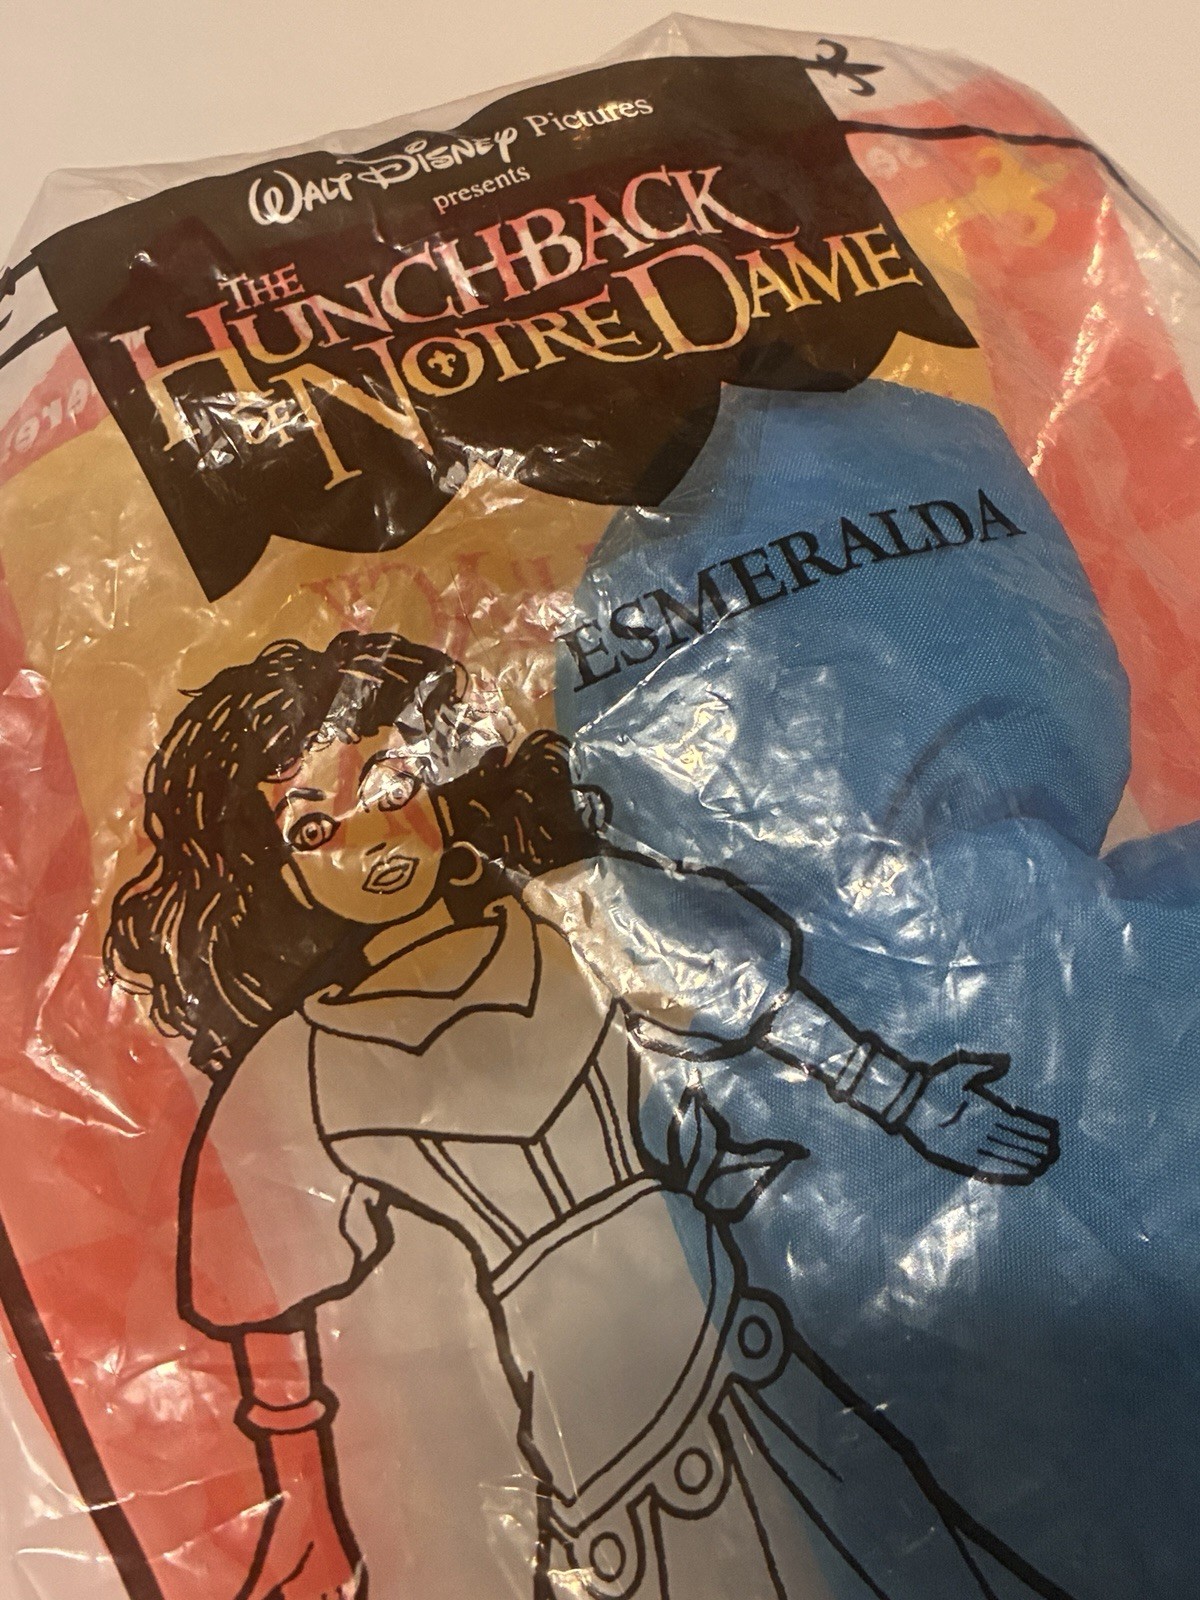 WALT DISNEY Pictures
presents
THE
HUNCHBACK
OF NOTRE DAME
ESMERALDA